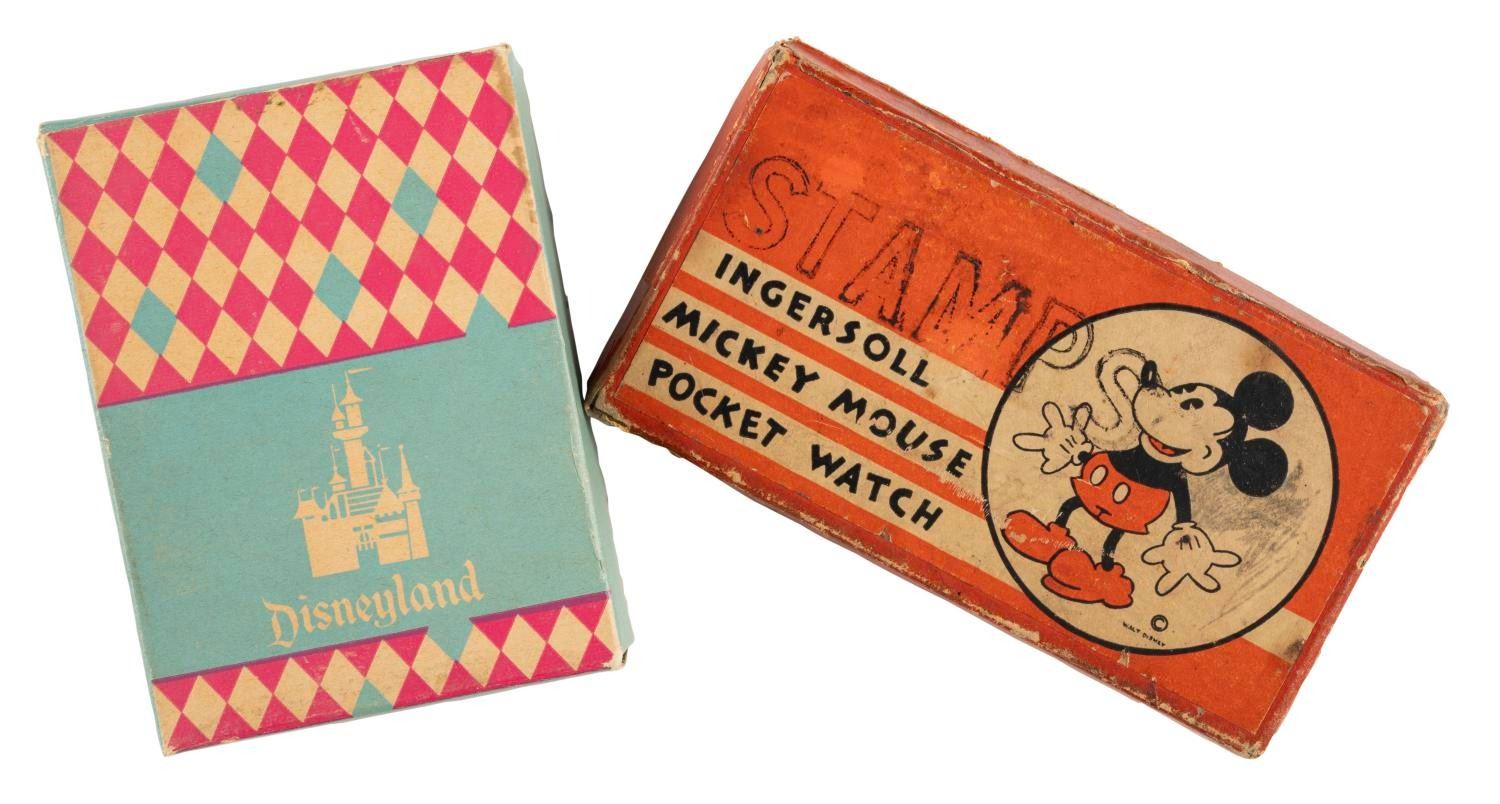 Disneyland
STAMPS
INGERSOLL
MICKEY MOUSE
POCKET WATCH
©
WALT DISNEY